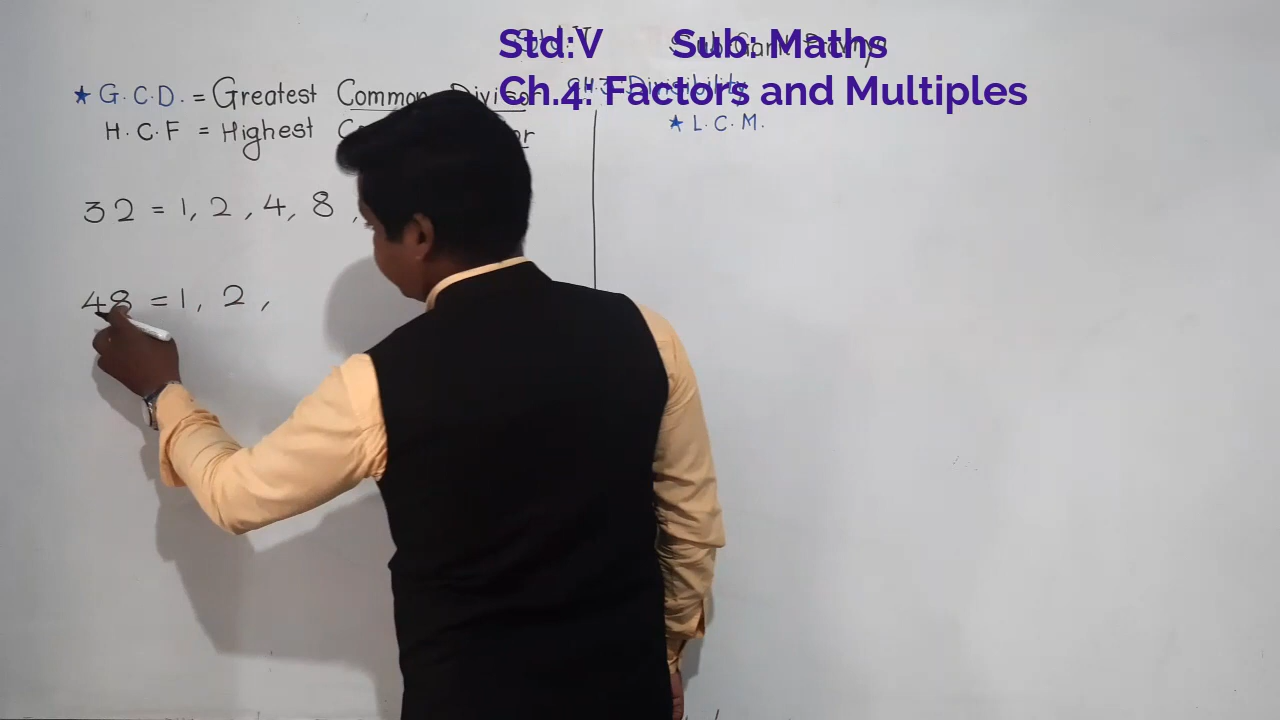 Std:V Sub: Maths
Ch.4: Factors and Multiples
★ G.C.D. = Greatest Common
H.C.F = Highest
★ L.C.M.
32 = 1, 2, 4, 8,
48 = 1, 2,